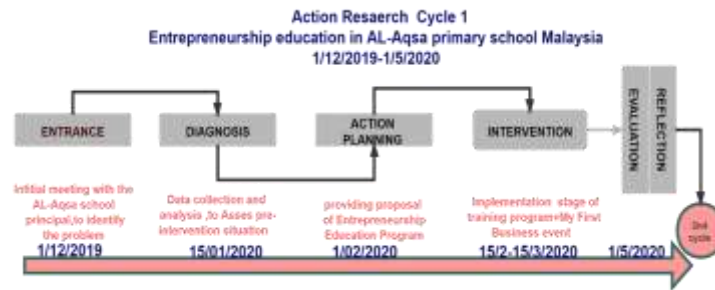 Action Resaerch Cycle 1
Entrepreneurship education in AL-Aqsa primary school Malaysia
1/12/2019-1/5/2020
ENTRANCE
DIAGNOSIS
ACTION
PLANNING
INTERVENTION
EVALUATION
REFLECTION
Intitial meeting with the
AL-Aqsa school
principal,to identify
the problem
1/12/2019
Data collection and
analysis ,to Asses pre-
intervention situation
15/01/2020
providing proposal
of Entrepreneurship
Education Program
1/02/2020
Implementation stage of
training program+My First
Business event
15/2-15/3/2020
1/5/2020
2nd
cycle